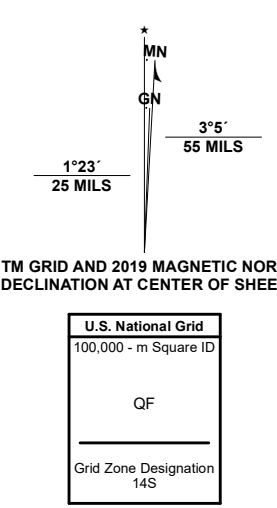 ★
MN
GN
3°5´
55 MILS
1°23´
25 MILS
TM GRID AND 2019 MAGNETIC NOR
DECLINATION AT CENTER OF SHEE
U.S. National Grid
100,000 - m Square ID
QF
Grid Zone Designation
14S